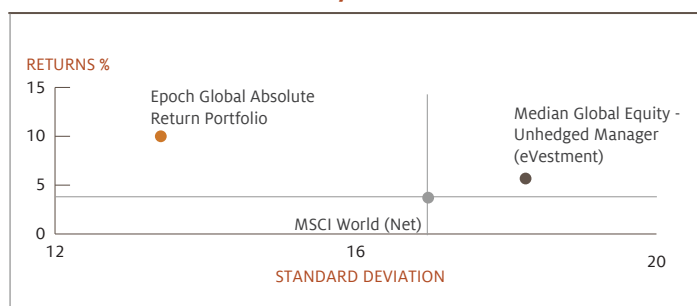 RETURNS %
15
Epoch Global Absolute
Return Portfolio
Median Global Equity -
Unhedged Manager
(eVestment)
10
5
MSCI World (Net)
0
12
16
20
STANDARD DEVIATION